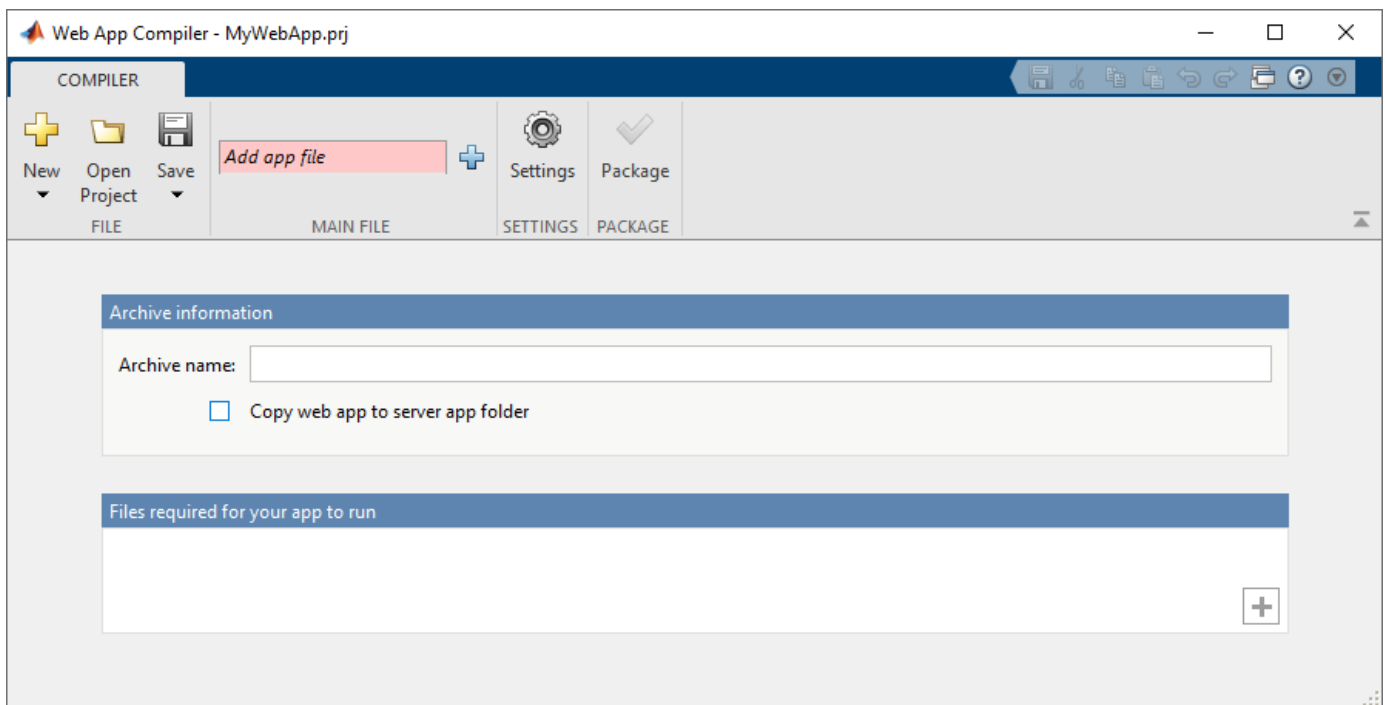 Web App Compiler - MyWebApp.prj
COMPILER
New
Open
Project
Save
Add app file
Settings
Package
FILE
MAIN FILE
SETTINGS
PACKAGE
Archive information
Archive name:
Copy web app to server app folder
Files required for your app to run